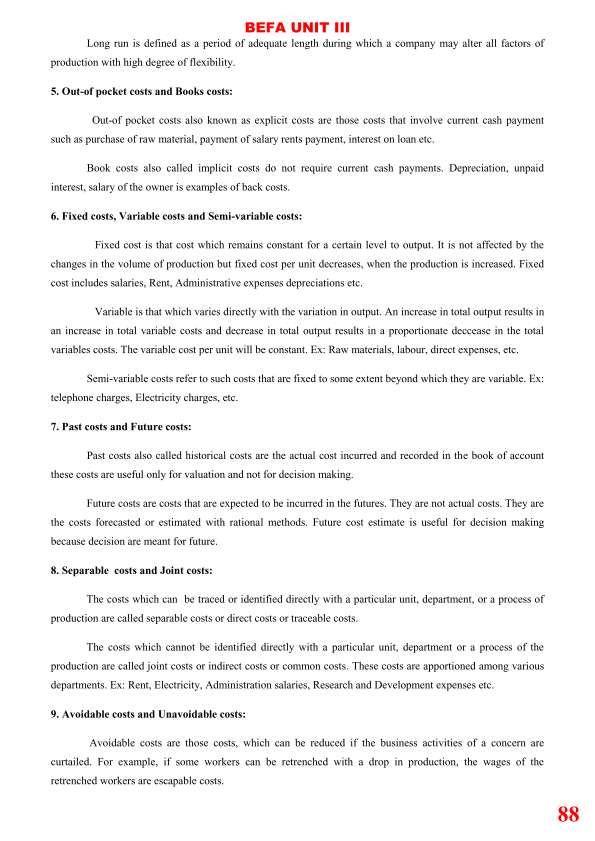 BEFA UNIT III
Long run is defined as a period of adequate length during which a company may alter all factors of
production with high degree of flexibility.
5. Out-of pocket costs and Books costs:
Out-of pocket costs also known as explicit costs are those costs that involve current cash payment
such as purchase of raw material, payment of salary rents payment, interest on loan etc.
Book costs also called implicit costs do not require current cash payments. Depreciation, unpaid
interest, salary of the owner is examples of back costs.
6. Fixed costs, Variable costs and Semi-variable costs:
Fixed cost is that cost which remains constant for a certain level to output. It is not affected by the
changes in the volume of production but fixed cost per unit decreases, when the production is increased. Fixed
cost includes salaries, Rent, Administrative expenses depreciations etc.
Variable is that which varies directly with the variation in output. An increase in total output results in
an increase in total variable costs and decrease in total output results in a proportionate deccease in the total
variables costs. The variable cost per unit will be constant. Ex: Raw materials, labour, direct expenses, etc.
Semi-variable costs refer to such costs that are fixed to some extent beyond which they are variable. Ex:
telephone charges, Electricity charges, etc.
7. Past costs and Future costs:
Past costs also called historical costs are the actual cost incurred and recorded in the book of account
these costs are useful only for valuation and not for decision making.
Future costs are costs that are expected to be incurred in the futures. They are not actual costs. They are
the costs forecasted or estimated with rational methods. Future cost estimate is useful for decision making
because decision are meant for future.
8. Separable costs and Joint costs:
The costs which can be traced or identified directly with a particular unit, department, or a process of
production are called separable costs or direct costs or traceable costs.
The costs which cannot be identified directly with a particular unit, department or a process of the
production are called joint costs or indirect costs or common costs. These costs are apportioned among various
departments. Ex: Rent, Electricity, Administration salaries, Research and Development expenses etc.
9. Avoidable costs and Unavoidable costs:
Avoidable costs are those costs, which can be reduced if the business activities of a concern are
curtailed. For example, if some workers can be retrenched with a drop in production, the wages of the
retrenched workers are escapable costs.
88